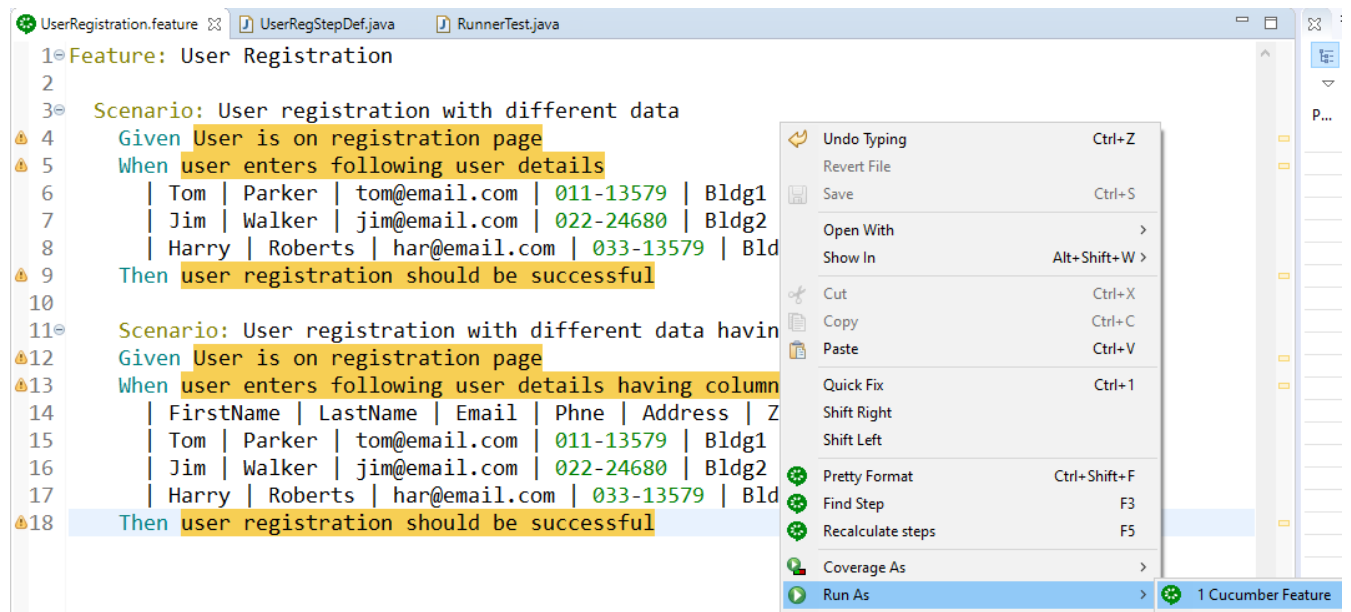 UserRegistration.feature UserRegStepDef.java RunnerTest.java
1 Feature: User Registration
2
3 Scenario: User registration with different data
4 Given User is on registration page
5 When user enters following user details
6 | Tom | Parker | tom@email.com | 011-13579 | Bldg1
7 | Jim | Walker | jim@email.com | 022-24680 | Bldg2
8 | Harry | Roberts | har@email.com | 033-13579 | Bld
9 Then user registration should be successful
10
11 Scenario: User registration with different data havin
12 Given User is on registration page
13 When user enters following user details having column
14 | FirstName | LastName | Email | Phne | Address | Z
15 | Tom | Parker | tom@email.com | 011-13579 | Bldg1
16 | Jim | Walker | jim@email.com | 022-24680 | Bldg2
17 | Harry | Roberts | har@email.com | 033-13579 | Bld
18 Then user registration should be successful
Undo Typing Ctrl+Z
Revert File
Save Ctrl+S
Open With >
Show In Alt+Shift+W >
Cut Ctrl+X
Copy Ctrl+C
Paste Ctrl+V
Quick Fix Ctrl+1
Shift Right
Shift Left
Pretty Format Ctrl+Shift+F
Find Step F3
Recalculate steps F5
Coverage As >
Run As >
1 Cucumber Feature
P...